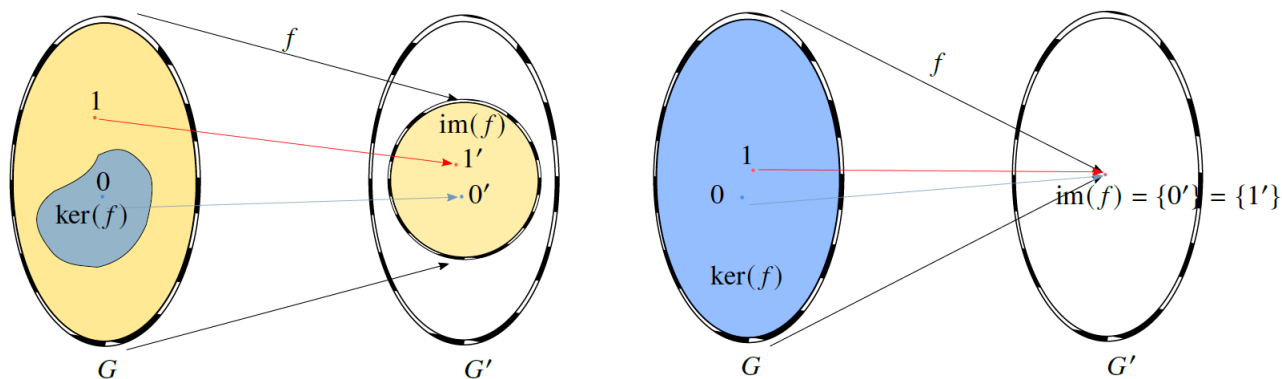 f
1
im(f)
1′
0
0′
ker(f)
G
G′
f
1
0
im(f) = {0′} = {1′}
ker(f)
G
G′